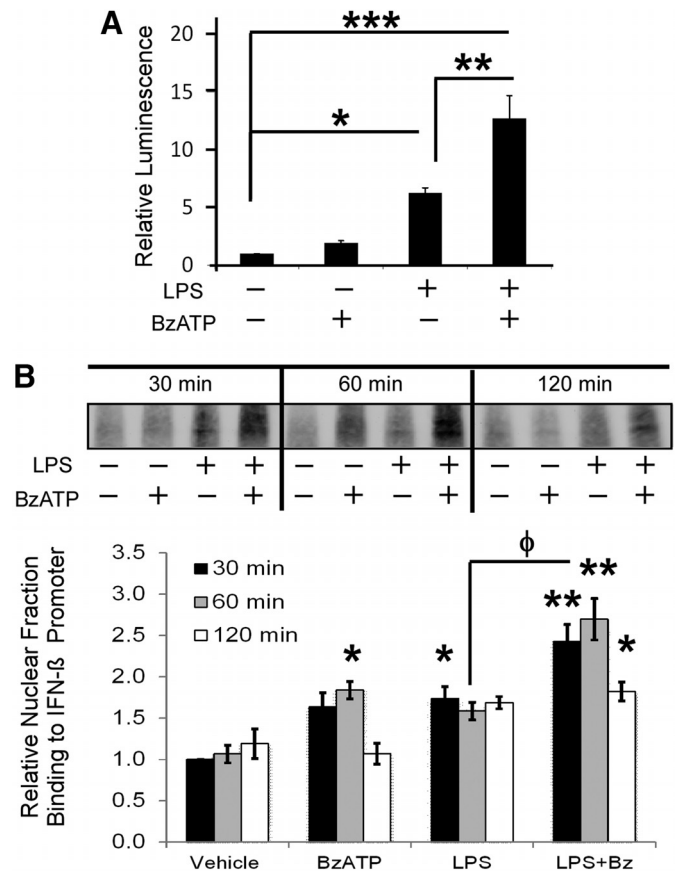 A
Relative Luminescence
20
15
10
5
0
***
**
*
LPS − − + +
BzATP − + − +
B
30 min 60 min 120 min
LPS − − + + − − + + − − + +
BzATP − + − + − + − + − + − +
Relative Nuclear Fraction
Binding to IFN-ß Promoter
3.5
3.0
2.5
2.0
1.5
1.0
0.5
0.0
30 min
60 min
120 min
ϕ
*
*
**
**
*
Vehicle BzATP LPS LPS+Bz